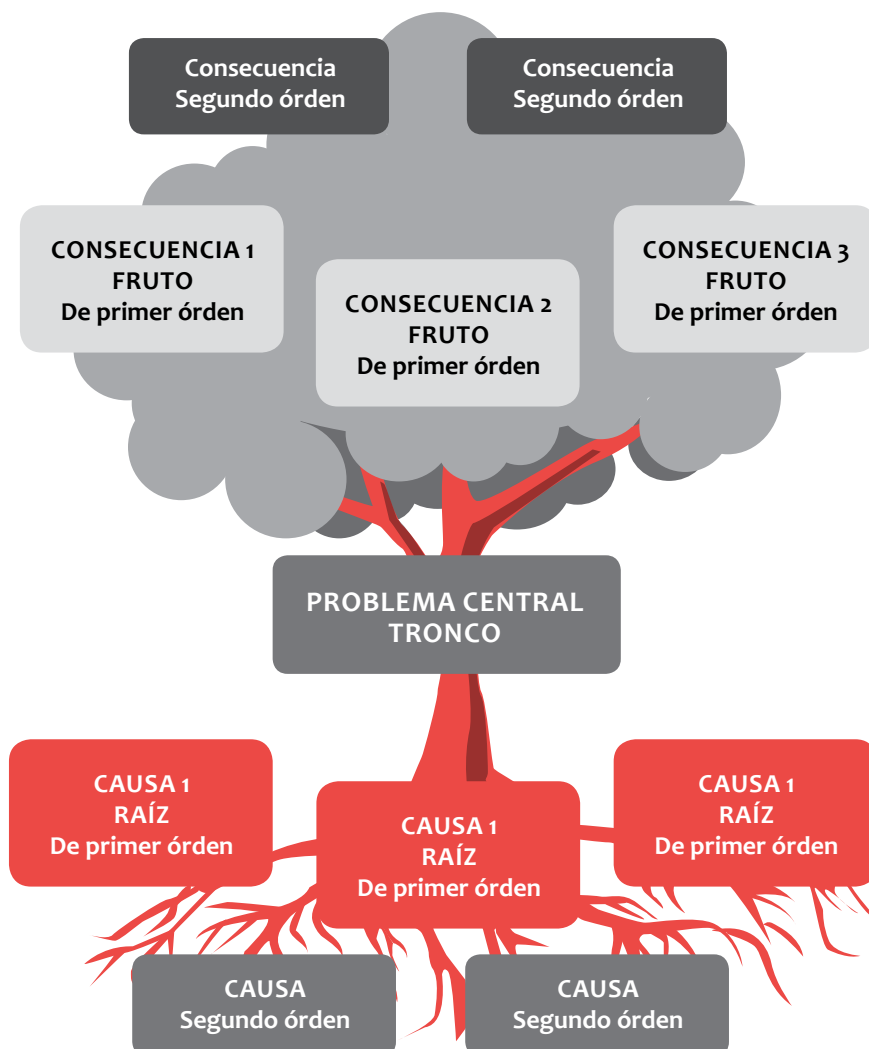 Consecuencia
Segundo órden
Consecuencia
Segundo órden
CONSECUENCIA 1
FRUTO
De primer órden
CONSECUENCIA 2
FRUTO
De primer órden
CONSECUENCIA 3
FRUTO
De primer órden
PROBLEMA CENTRAL
TRONCO
CAUSA 1
RAÍZ
De primer órden
CAUSA 1
RAÍZ
De primer órden
CAUSA 1
RAÍZ
De primer órden
CAUSA
Segundo órden
CAUSA
Segundo órden